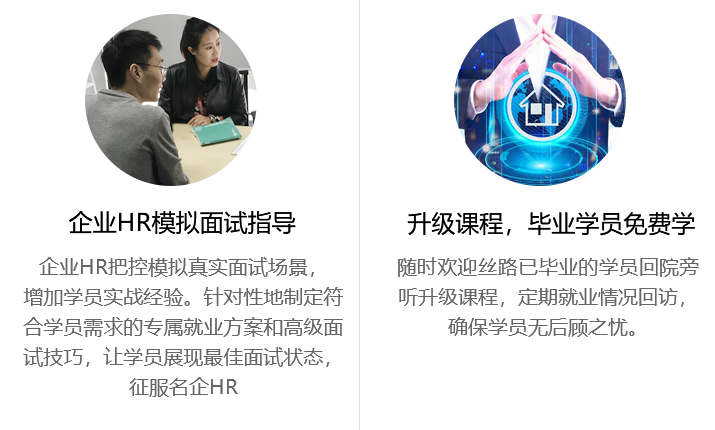 企业HR模拟面试指导
企业HR把控模拟真实面试场景，
增加学员实战经验。针对性地制定符
合学员需求的专属就业方案和高级面
试技巧，让学员展现最佳面试状态，
征服名企HR
升级课程，毕业学员免费学
随时欢迎丝路已毕业的学员回院旁
听升级课程，定期就业情况回访，
确保学员无后顾之忧。